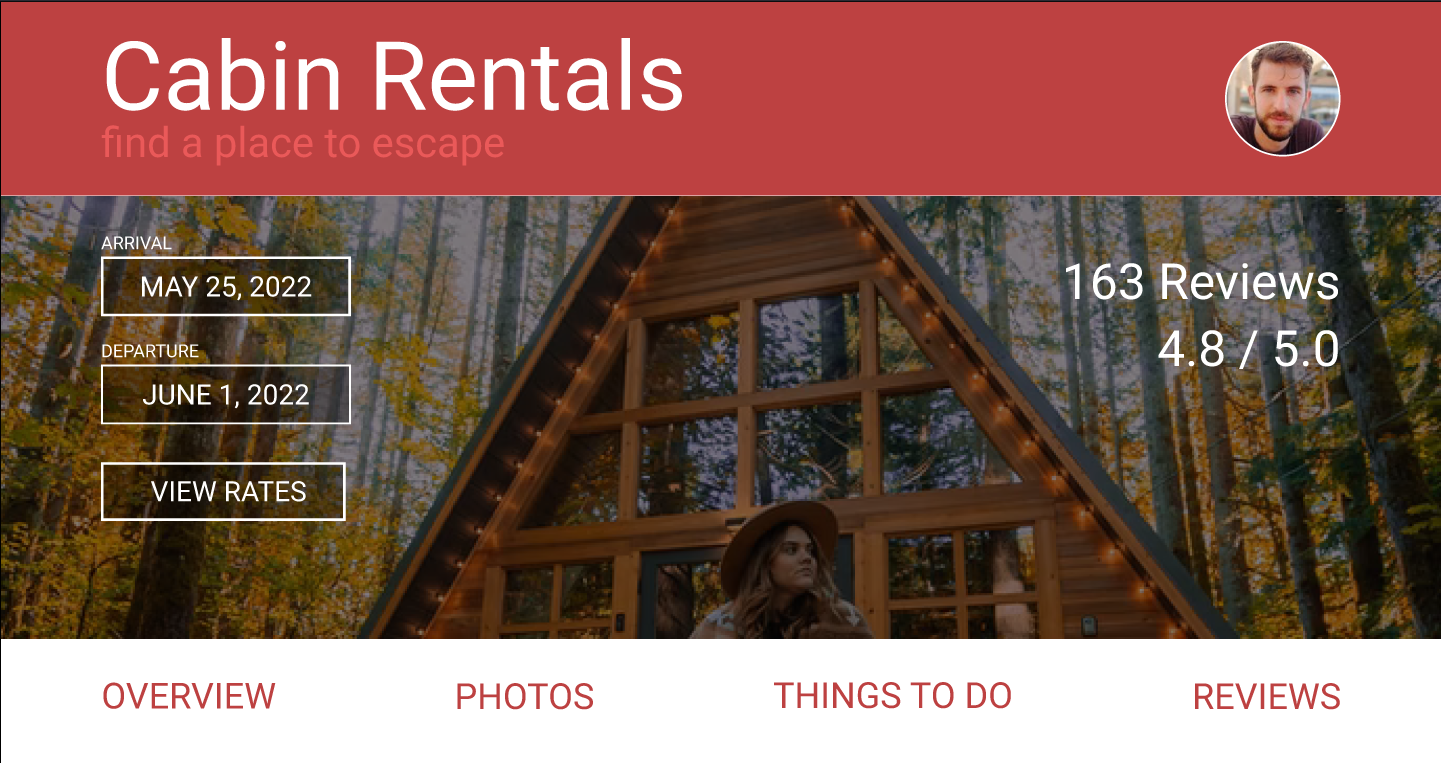 Cabin Rentals
find a place to escape
ARRIVAL
MAY 25, 2022
DEPARTURE
JUNE 1, 2022
VIEW RATES
163 Reviews
4.8 / 5.0
OVERVIEW
PHOTOS
THINGS TO DO
REVIEWS